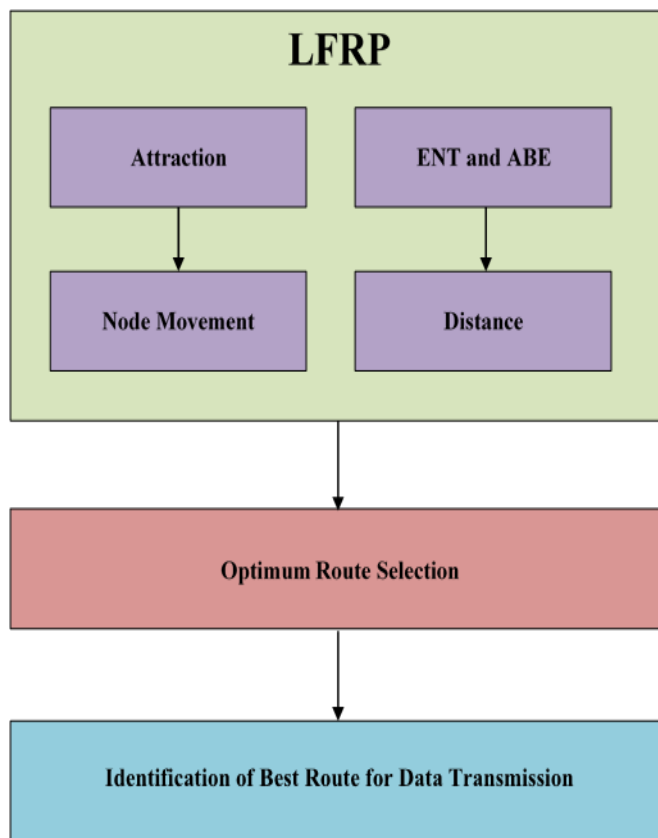 LFRP
Attraction
ENT and ABE
Node Movement
Distance
Optimum Route Selection
Identification of Best Route for Data Transmission